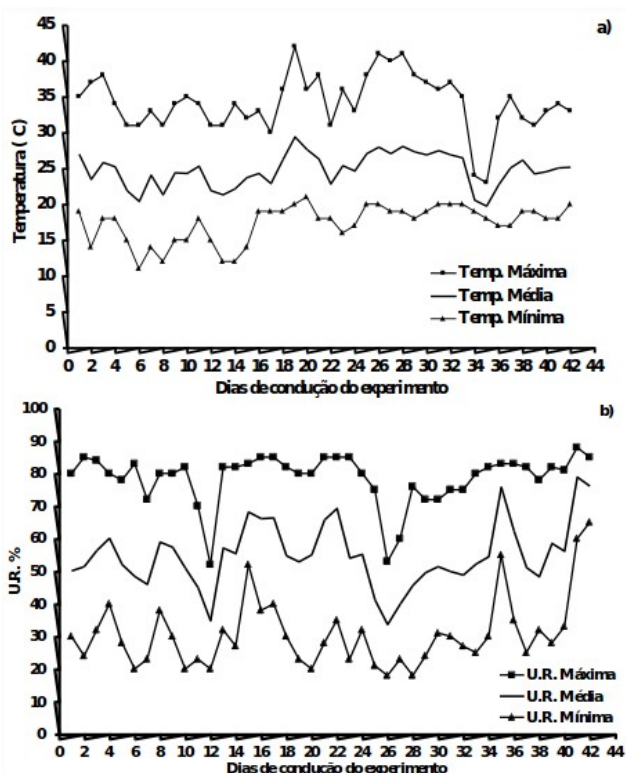 a)
45
40
35
30
25
20
15
10
5
0
Temperatura ( C)
Temp. Máxima
Temp. Média
Temp. Mínima
0 2 4 6 8 10 12 14 16 18 20 22 24 26 28 30 32 34 36 38 40 42 44
Dias de condução do experimento
b)
100
90
80
70
60
50
40
30
20
10
0
U.R. %
U.R. Máxima
U.R. Média
U.R. Mínima
0 2 4 6 8 10 12 14 16 18 20 22 24 26 28 30 32 34 36 38 40 42 44
Dias de condução do experimento